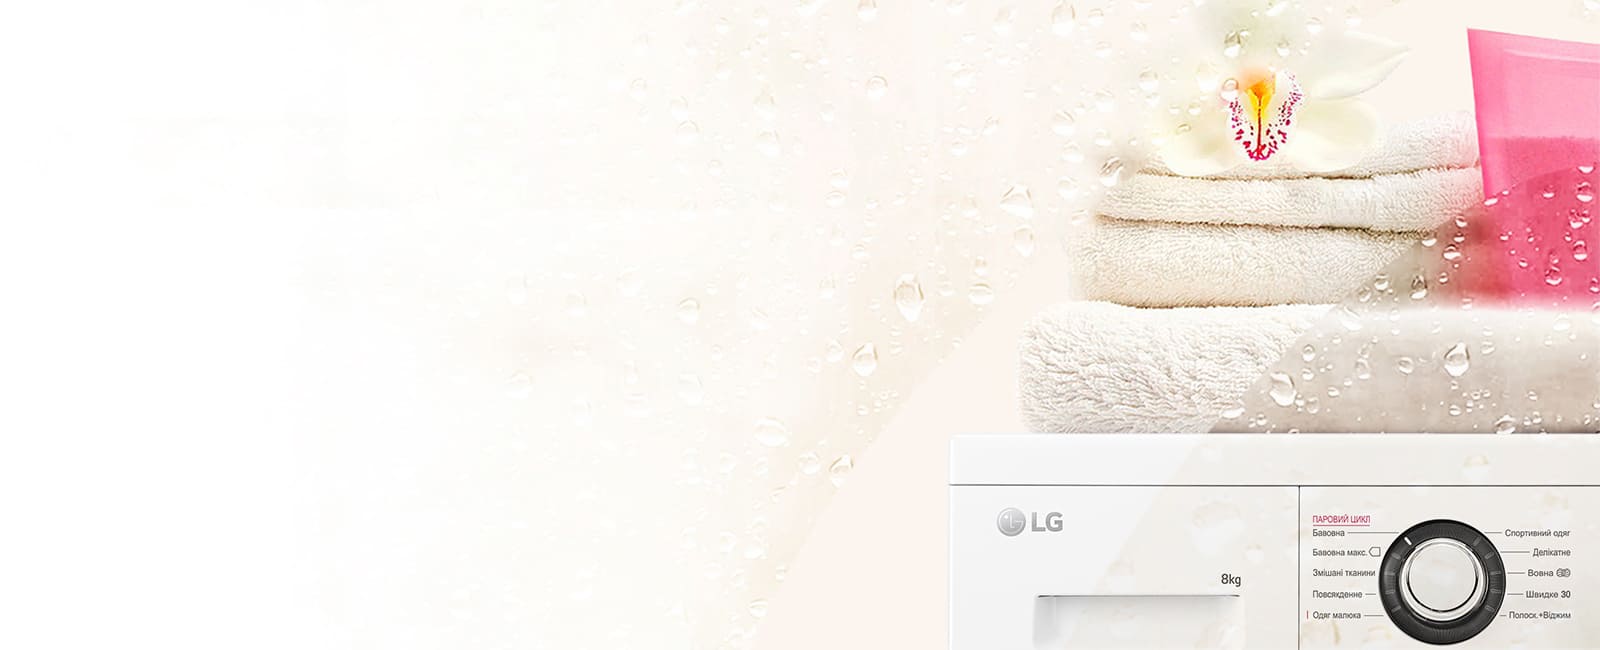 LG
8kg
ПАРОВИЙ ЦИКЛ
Бавовна
Бавовна макс.
Змішані тканини
Повсякденне
Одяг малюка
Спортивний одяг
Делікатне
Вовна
Швидке 30
Полоск.+Віджим